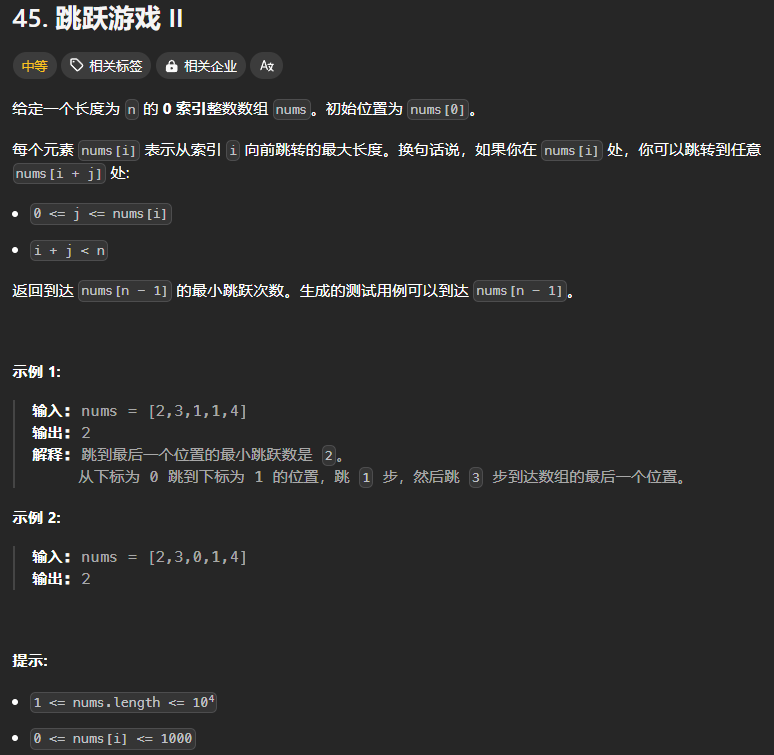 45. 跳跃游戏 II
中等 相关标签 相关企业 Ax
给定一个长度为 n 的 0 索引整数数组 nums。初始位置为 nums[0]。
每个元素 nums[i] 表示从索引 i 向前跳转的最大长度。换句话说，如果你在 nums[i] 处，你可以跳转到任意
nums[i + j] 处:
• 0 <= j <= nums[i]
• i + j < n
返回到达 nums[n - 1] 的最小跳跃次数。生成的测试用例可以到达 nums[n - 1]。
示例 1:
输入: nums = [2,3,1,1,4]
输出: 2
解释: 跳到最后一个位置的最小跳跃数是 2。
从下标为 0 跳到下标为 1 的位置，跳 1 步，然后跳 3 步到达数组的最后一个位置。
示例 2:
输入: nums = [2,3,0,1,4]
输出: 2
提示:
• 1 <= nums.length <= 10⁴
• 0 <= nums[i] <= 1000